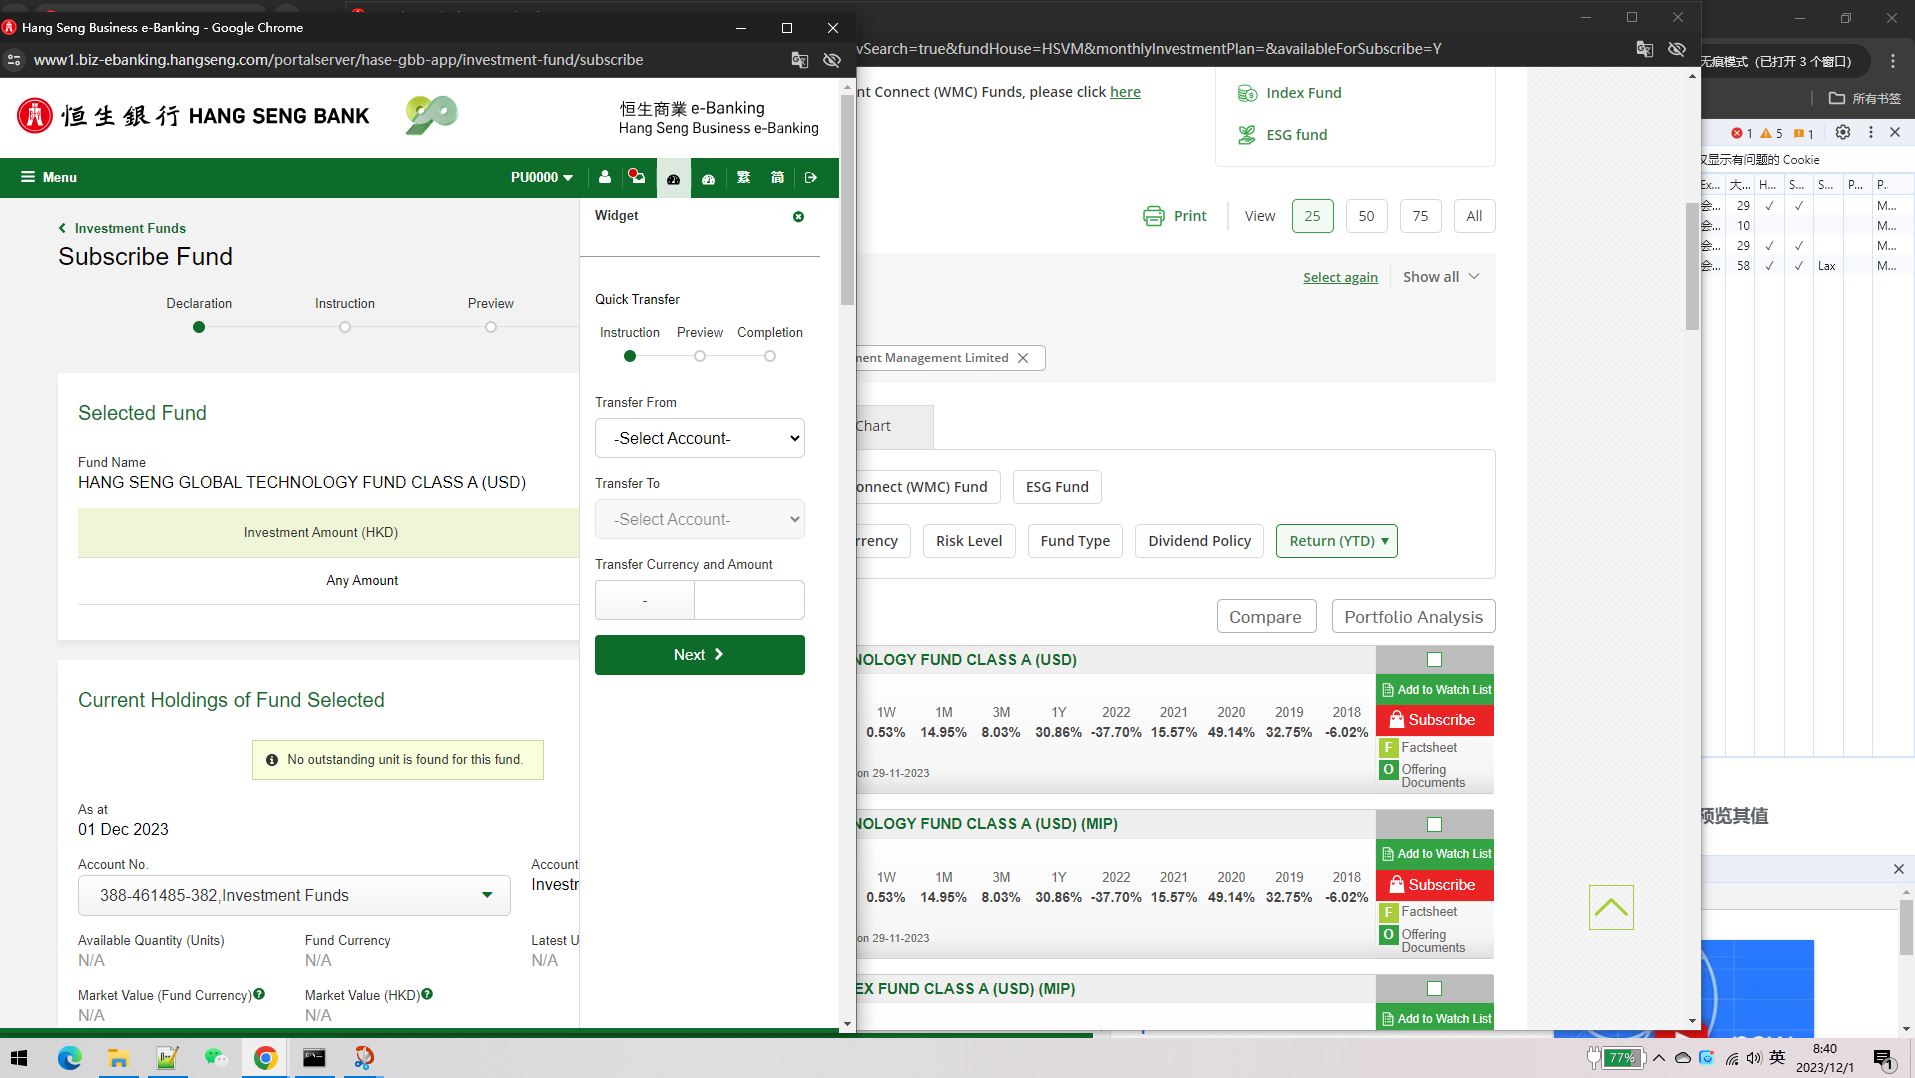 Hang Seng Business e-Banking - Google Chrome
www1.biz-ebanking.hangseng.com/portalserver/hase-gbb-app/investment-fund/subscribe
恒生銀行 HANG SENG BANK
90
恒生商業 e-Banking
Hang Seng Business e-Banking
Menu
PU0000
繁
简
Investment Funds
Subscribe Fund
Declaration
Instruction
Preview
Selected Fund
Fund Name
HANG SENG GLOBAL TECHNOLOGY FUND CLASS A (USD)
Investment Amount (HKD)
Any Amount
Current Holdings of Fund Selected
No outstanding unit is found for this fund.
As at
01 Dec 2023
Account No.
Account
388-461485-382,Investment Funds
Available Quantity (Units)
Fund Currency
Latest U
N/A
N/A
N/A
Market Value (Fund Currency)
Market Value (HKD)
N/A
N/A
Widget
Quick Transfer
Instruction
Preview
Completion
Transfer From
-Select Account-
Transfer To
-Select Account-
Transfer Currency and Amount
-
Next
vSearch=true&fundHouse=HSVM&monthlyInvestmentPlan=&availableForSubscribe=Y
nt Connect (WMC) Funds, please click here
Index Fund
ESG fund
Print
View
25
50
75
All
Select again
Show all
ment Management Limited
Chart
onnect (WMC) Fund
ESG Fund
rrency
Risk Level
Fund Type
Dividend Policy
Return (YTD) ▼
Compare
Portfolio Analysis
NOLOGY FUND CLASS A (USD)
Add to Watch List
1W 1M 3M 1Y 2022 2021 2020 2019 2018
0.53% 14.95% 8.03% 30.86% -37.70% 15.57% 49.14% 32.75% -6.02%
Subscribe
F Factsheet
O Offering
Documents
on 29-11-2023
NOLOGY FUND CLASS A (USD) (MIP)
Add to Watch List
1W 1M 3M 1Y 2022 2021 2020 2019 2018
0.53% 14.95% 8.03% 30.86% -37.70% 15.57% 49.14% 32.75% -6.02%
Subscribe
F Factsheet
O Offering
Documents
on 29-11-2023
EX FUND CLASS A (USD) (MIP)
Add to Watch List
无痕模式（已打开 3 个窗口）
所有书签
1
5
1
仅显示有问题的 Cookie
Ex... 大... H... S... S... P... P..
会... 29 ✓ ✓ M...
会... 10 M...
会... 29 ✓ ✓ M...
会... 58 ✓ ✓ Lax M...
预览其值
77%
英
8:40
2023/12/1
1